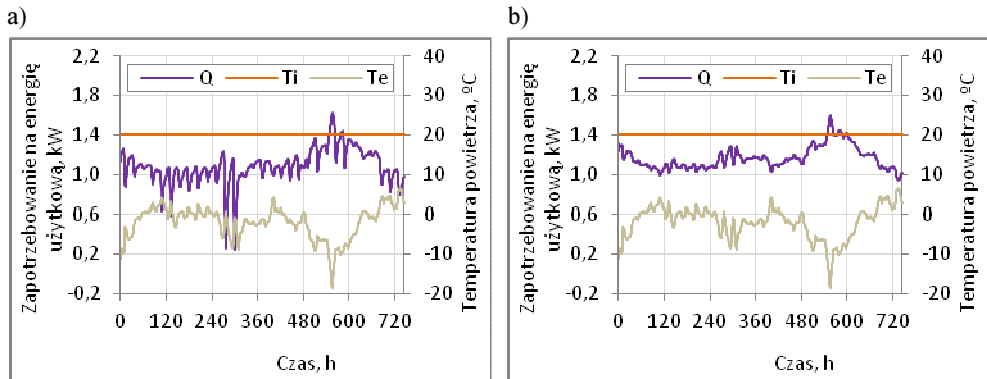 a)
Zapotrzebowanie na energię
użytkową, kW
2,2
1,8
1,4
1,0
0,6
0,2
-0,2
Q Ti Te
40
30
20
10
0
-10
-20
Temperatura powietrza, ºC
0 120 240 360 480 600 720
Czas, h
b)
Zapotrzebowanie na energię
użytkową, kW
2,2
1,8
1,4
1,0
0,6
0,2
-0,2
Q Ti Te
40
30
20
10
0
-10
-20
Temperatura powietrza, ºC
0 120 240 360 480 600 720
Czas, h